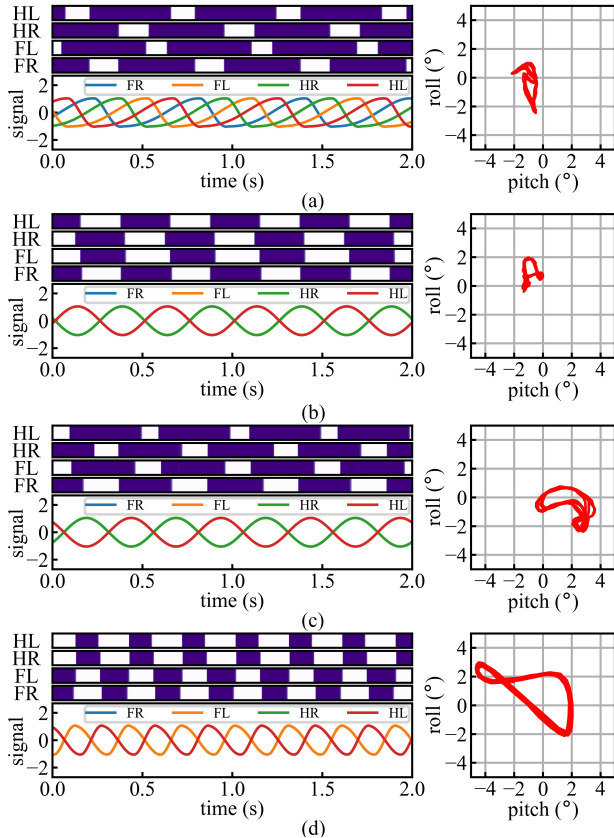 HL
HR
FL
FR
FR FL HR HL
signal
2
0
−2
0.0 0.5 1.0 1.5 2.0
time (s)
roll (°)
4
2
0
−2
−4
−4 −2 0 2 4
pitch (°)
(a)
HL
HR
FL
FR
FR FL HR HL
signal
2
0
−2
0.0 0.5 1.0 1.5 2.0
time (s)
roll (°)
4
2
0
−2
−4
−4 −2 0 2 4
pitch (°)
(b)
HL
HR
FL
FR
FR FL HR HL
signal
2
0
−2
0.0 0.5 1.0 1.5 2.0
time (s)
roll (°)
4
2
0
−2
−4
−4 −2 0 2 4
pitch (°)
(c)
HL
HR
FL
FR
FR FL HR HL
signal
2
0
−2
0.0 0.5 1.0 1.5 2.0
time (s)
roll (°)
4
2
0
−2
−4
−4 −2 0 2 4
pitch (°)
(d)